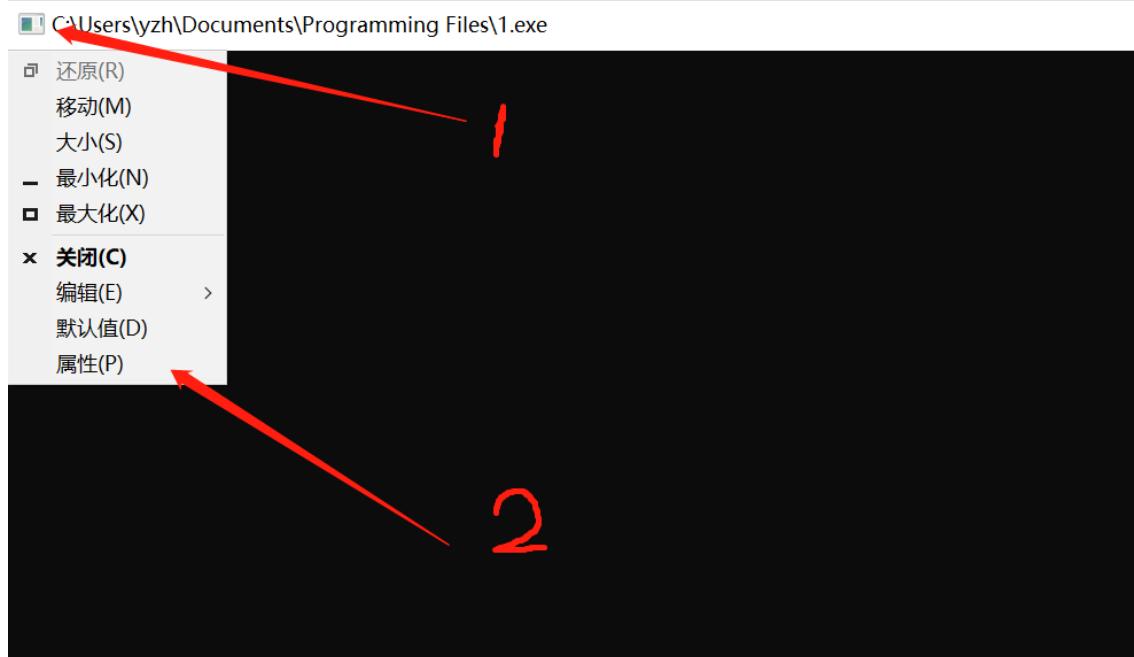 C:\Users\yzh\Documents\Programming Files\1.exe
还原(R)
移动(M)
1
大小(S)
最小化(N)
最大化(X)
关闭(C)
编辑(E)
默认值(D)
属性(P)
2